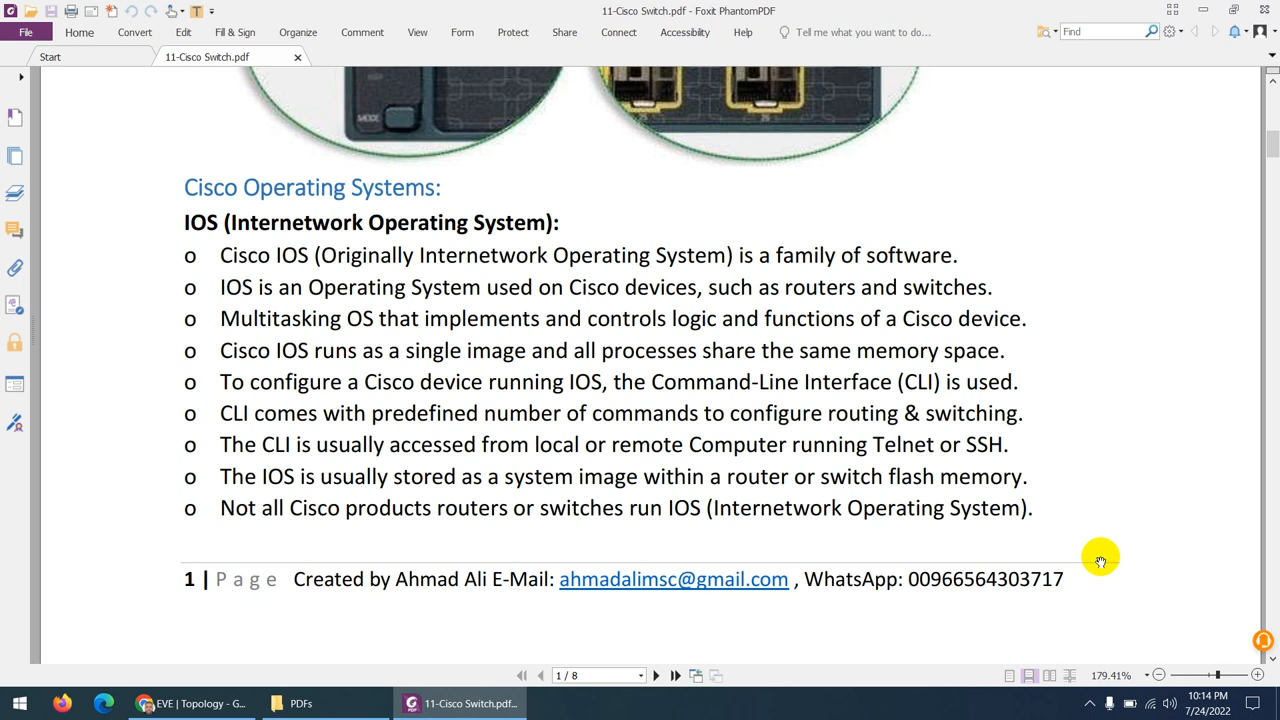 11-Cisco Switch.pdf - Foxit PhantomPDF
File Home Convert Edit Fill & Sign Organize Comment View Form Protect Share Connect Accessibility Help Tell me what you want to do... Find
Start 11-Cisco Switch.pdf
MODE
Cisco Operating Systems:
IOS (Internetwork Operating System):
o Cisco IOS (Originally Internetwork Operating System) is a family of software.
o IOS is an Operating System used on Cisco devices, such as routers and switches.
o Multitasking OS that implements and controls logic and functions of a Cisco device.
o Cisco IOS runs as a single image and all processes share the same memory space.
o To configure a Cisco device running IOS, the Command-Line Interface (CLI) is used.
o CLI comes with predefined number of commands to configure routing & switching.
o The CLI is usually accessed from local or remote Computer running Telnet or SSH.
o The IOS is usually stored as a system image within a router or switch flash memory.
o Not all Cisco products routers or switches run IOS (Internetwork Operating System).
1 | P a g e Created by Ahmad Ali E-Mail: ahmadalimsc@gmail.com , WhatsApp: 00966564303717
1 / 8 179.41%
EVE | Topology - G... PDFs 11-Cisco Switch.pdf... 10:14 PM
7/24/2022